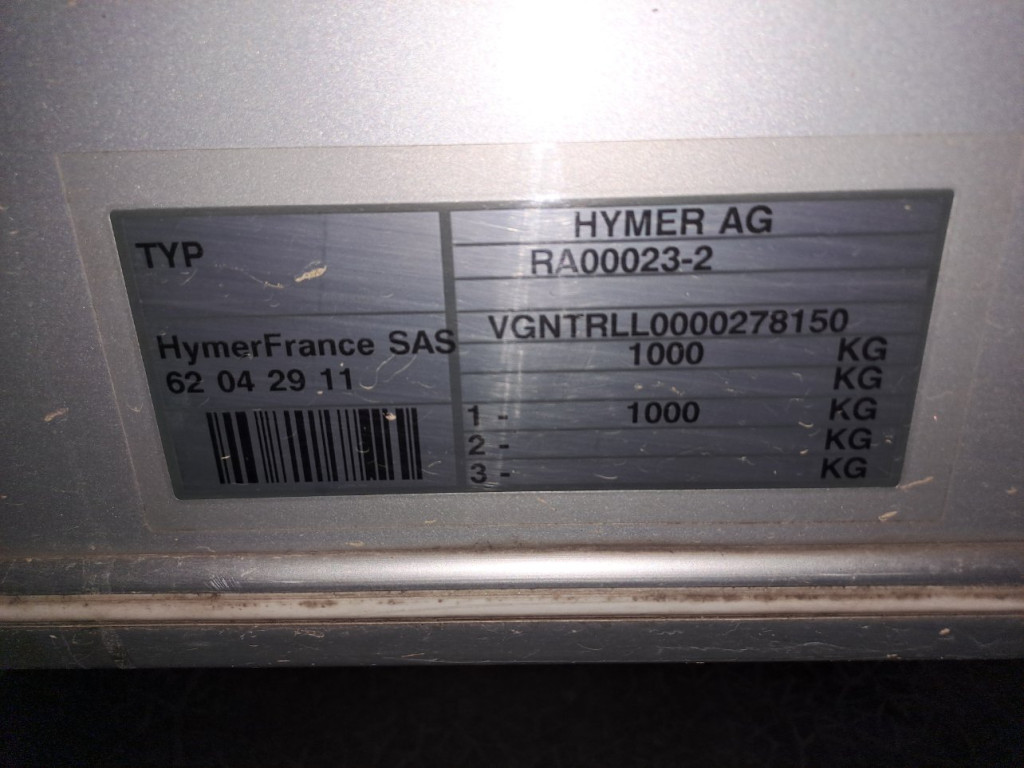 HYMER AG
TYP RA00023-2
VGNTRLL0000278150
HymerFrance SAS 1000 KG
62 04 29 11 KG
1 - 1000 KG
2 - KG
3 - KG